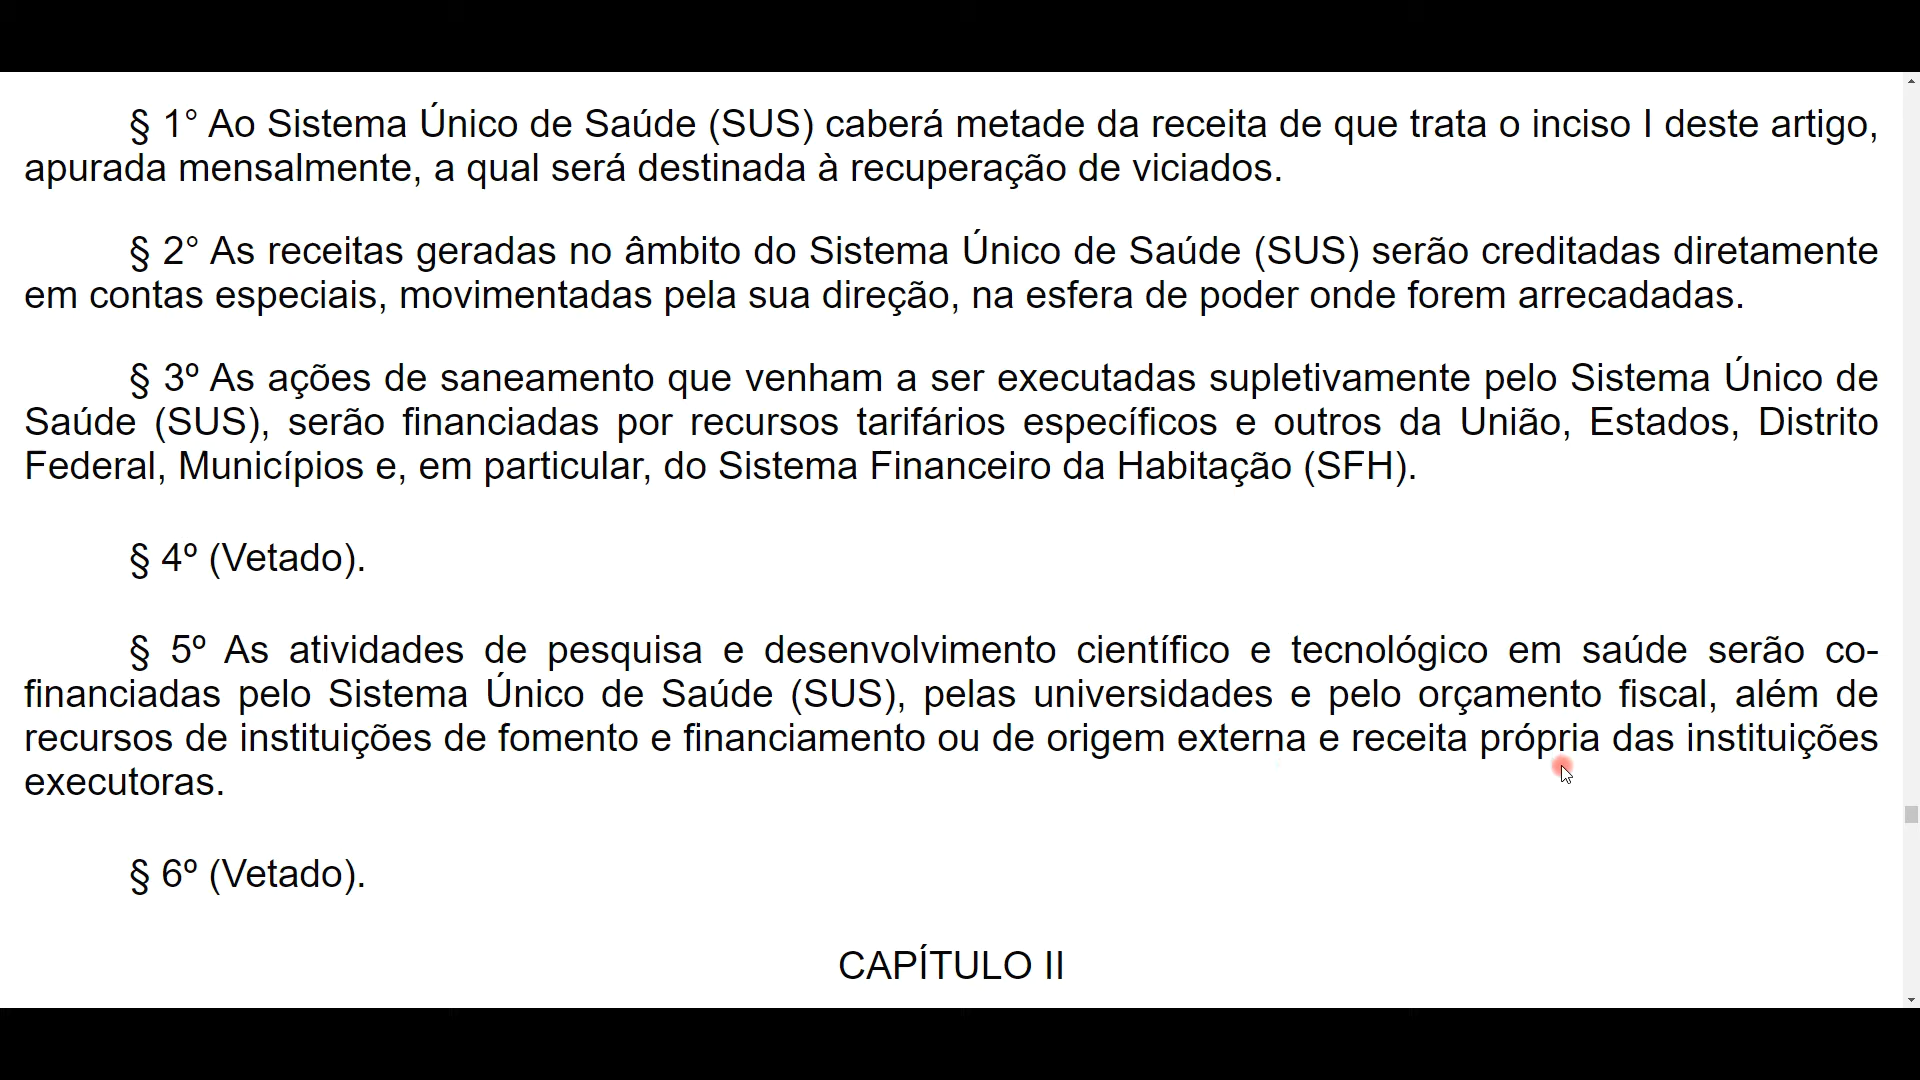 § 1° Ao Sistema Único de Saúde (SUS) caberá metade da receita de que trata o inciso I deste artigo,
apurada mensalmente, a qual será destinada à recuperação de viciados.
§ 2° As receitas geradas no âmbito do Sistema Único de Saúde (SUS) serão creditadas diretamente
em contas especiais, movimentadas pela sua direção, na esfera de poder onde forem arrecadadas.
§ 3º As ações de saneamento que venham a ser executadas supletivamente pelo Sistema Único de
Saúde (SUS), serão financiadas por recursos tarifários específicos e outros da União, Estados, Distrito
Federal, Municípios e, em particular, do Sistema Financeiro da Habitação (SFH).
§ 4º (Vetado).
§ 5º As atividades de pesquisa e desenvolvimento científico e tecnológico em saúde serão co-
financiadas pelo Sistema Único de Saúde (SUS), pelas universidades e pelo orçamento fiscal, além de
recursos de instituições de fomento e financiamento ou de origem externa e receita própria das instituições
executoras.
§ 6º (Vetado).
CAPÍTULO II